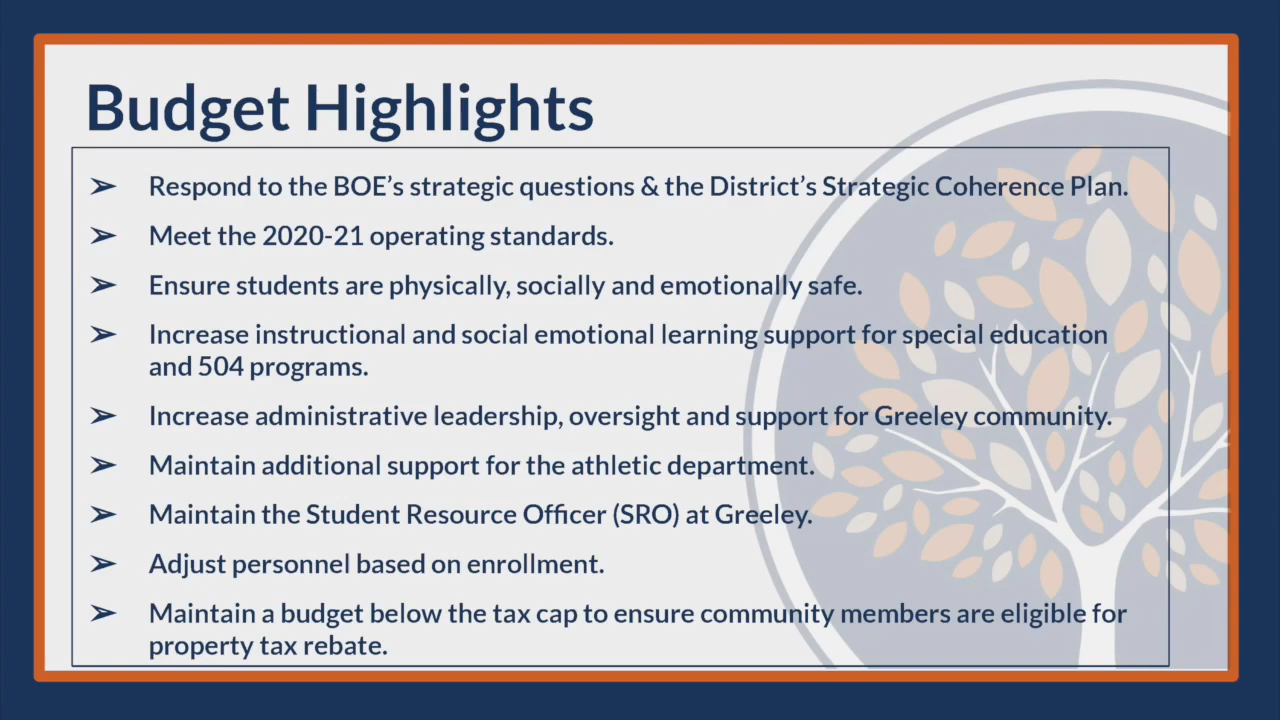 Budget Highlights
➢ Respond to the BOE’s strategic questions & the District’s Strategic Coherence Plan.
➢ Meet the 2020-21 operating standards.
➢ Ensure students are physically, socially and emotionally safe.
➢ Increase instructional and social emotional learning support for special education
and 504 programs.
➢ Increase administrative leadership, oversight and support for Greeley community.
➢ Maintain additional support for the athletic department.
➢ Maintain the Student Resource Officer (SRO) at Greeley.
➢ Adjust personnel based on enrollment.
➢ Maintain a budget below the tax cap to ensure community members are eligible for
property tax rebate.